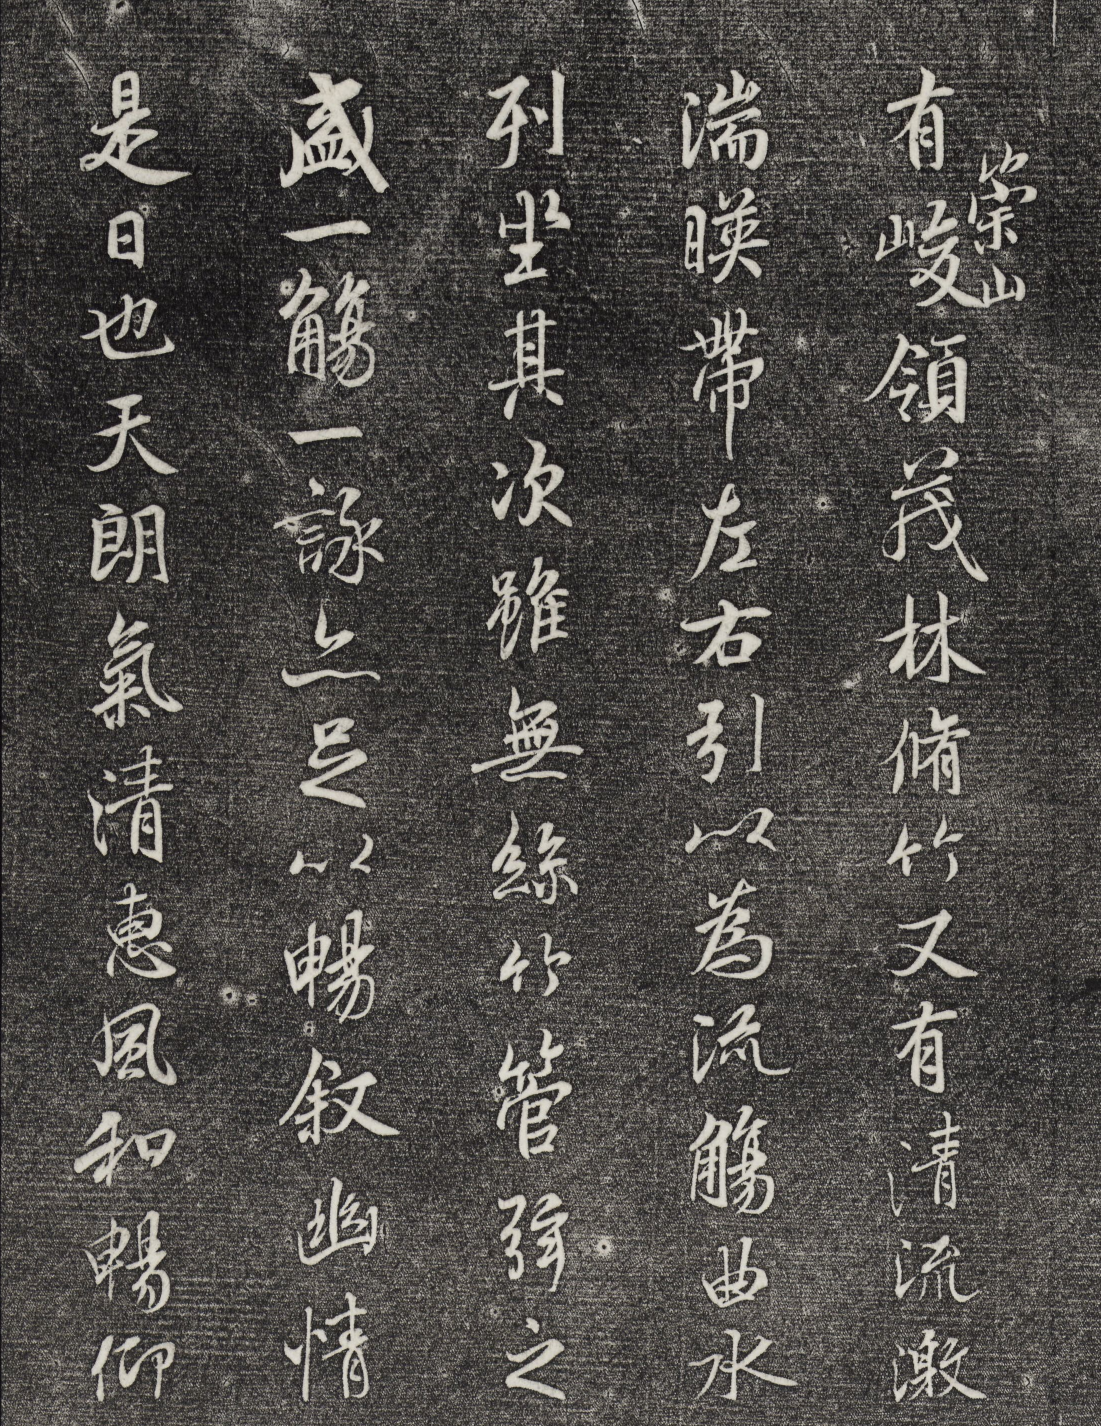 有崇山峻領茂林脩竹又有清流激
湍暎帶左右引以為流觴曲水
列坐其次雖無絲竹管弦之
盛一觴一詠亦足以暢叙幽情
是日也天朗氣清惠風和暢仰